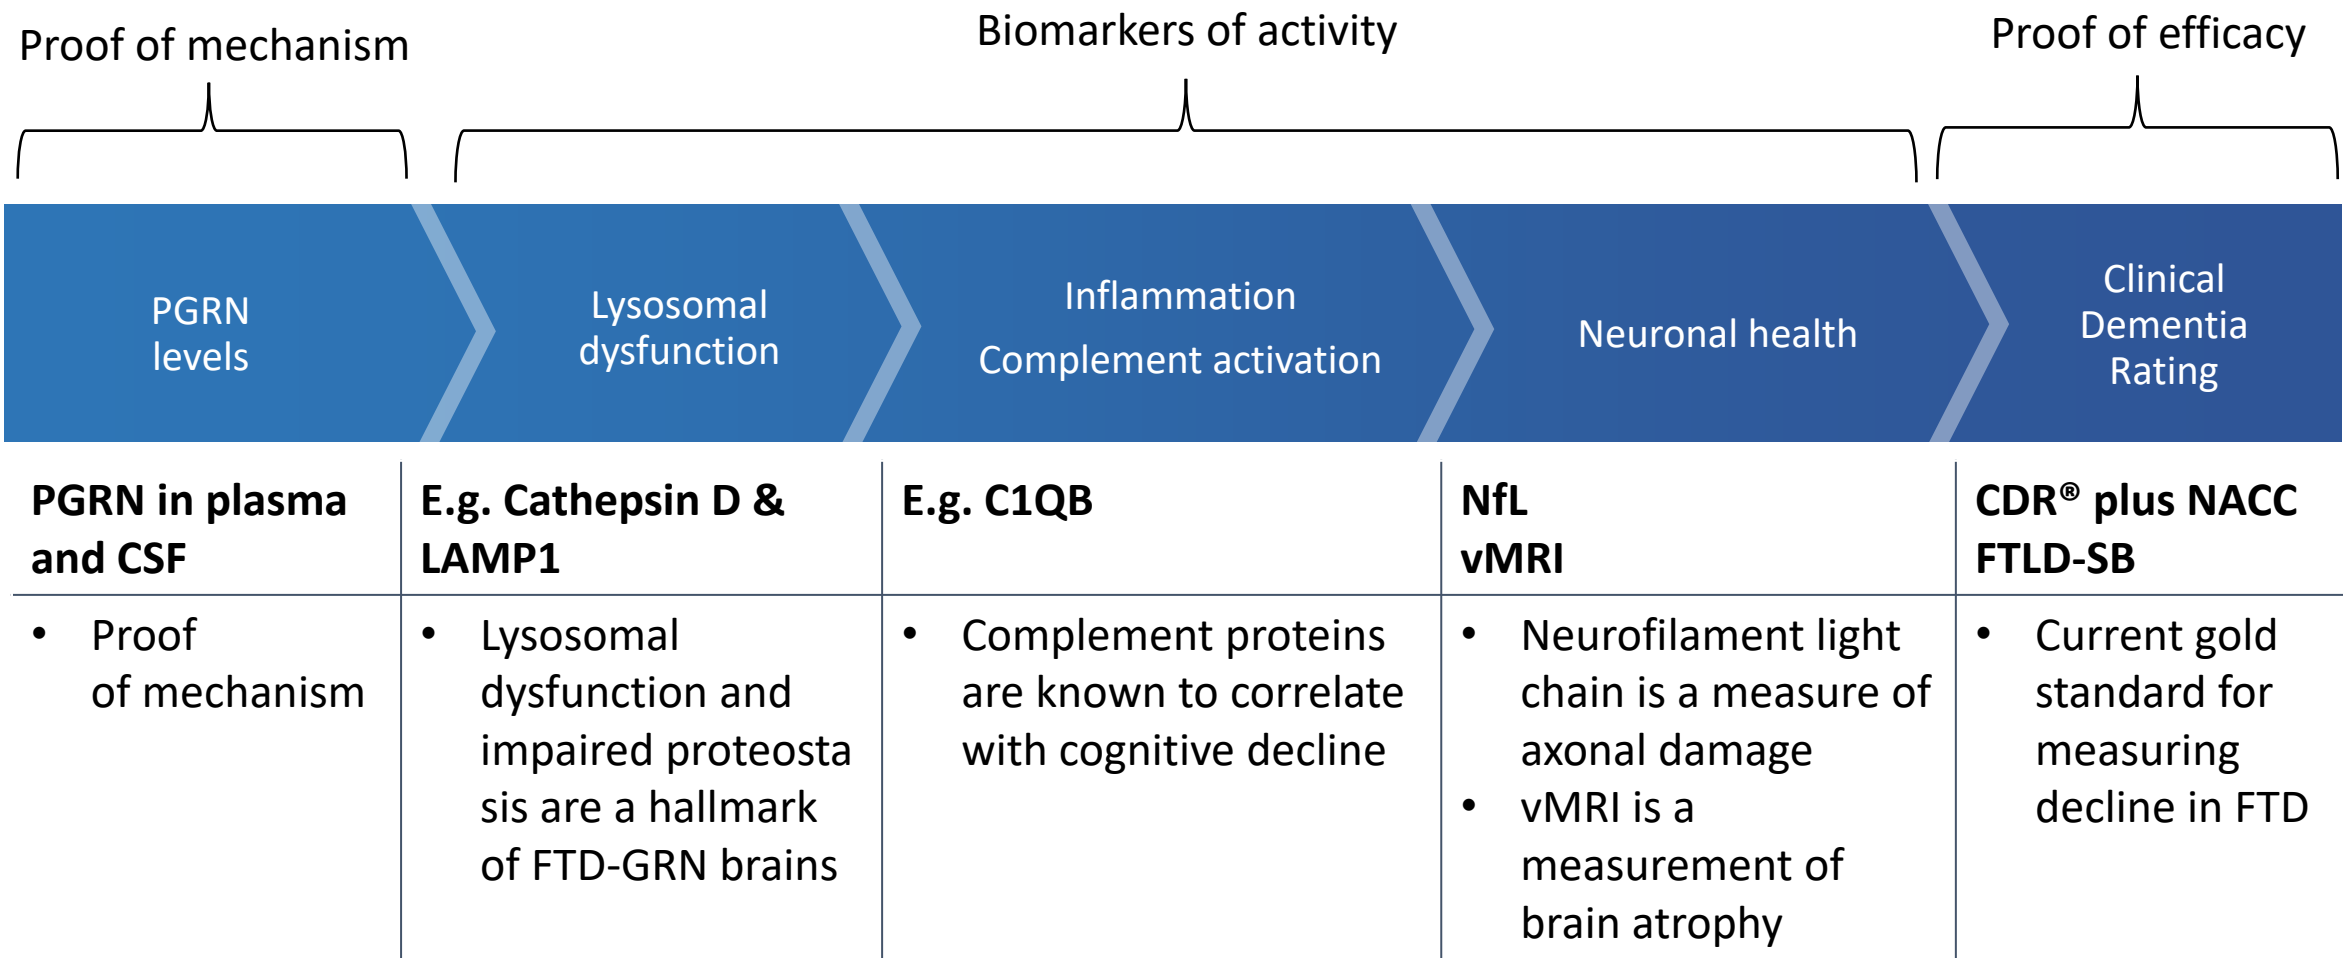 Proof of mechanism
Biomarkers of activity
Proof of efficacy
PGRN
levels
Lysosomal
dysfunction
Inflammation
Complement activation
Neuronal health
Clinical
Dementia
Rating
PGRN in plasma
and CSF
E.g. Cathepsin D &
LAMP1
E.g. C1QB
NfL
vMRI
CDR® plus NACC
FTLD-SB
• Proof
of mechanism
• Lysosomal
dysfunction and
impaired proteosta
sis are a hallmark
of FTD-GRN brains
• Complement proteins
are known to correlate
with cognitive decline
• Neurofilament light
chain is a measure of
axonal damage
• vMRI is a
measurement of
brain atrophy
• Current gold
standard for
measuring
decline in FTD